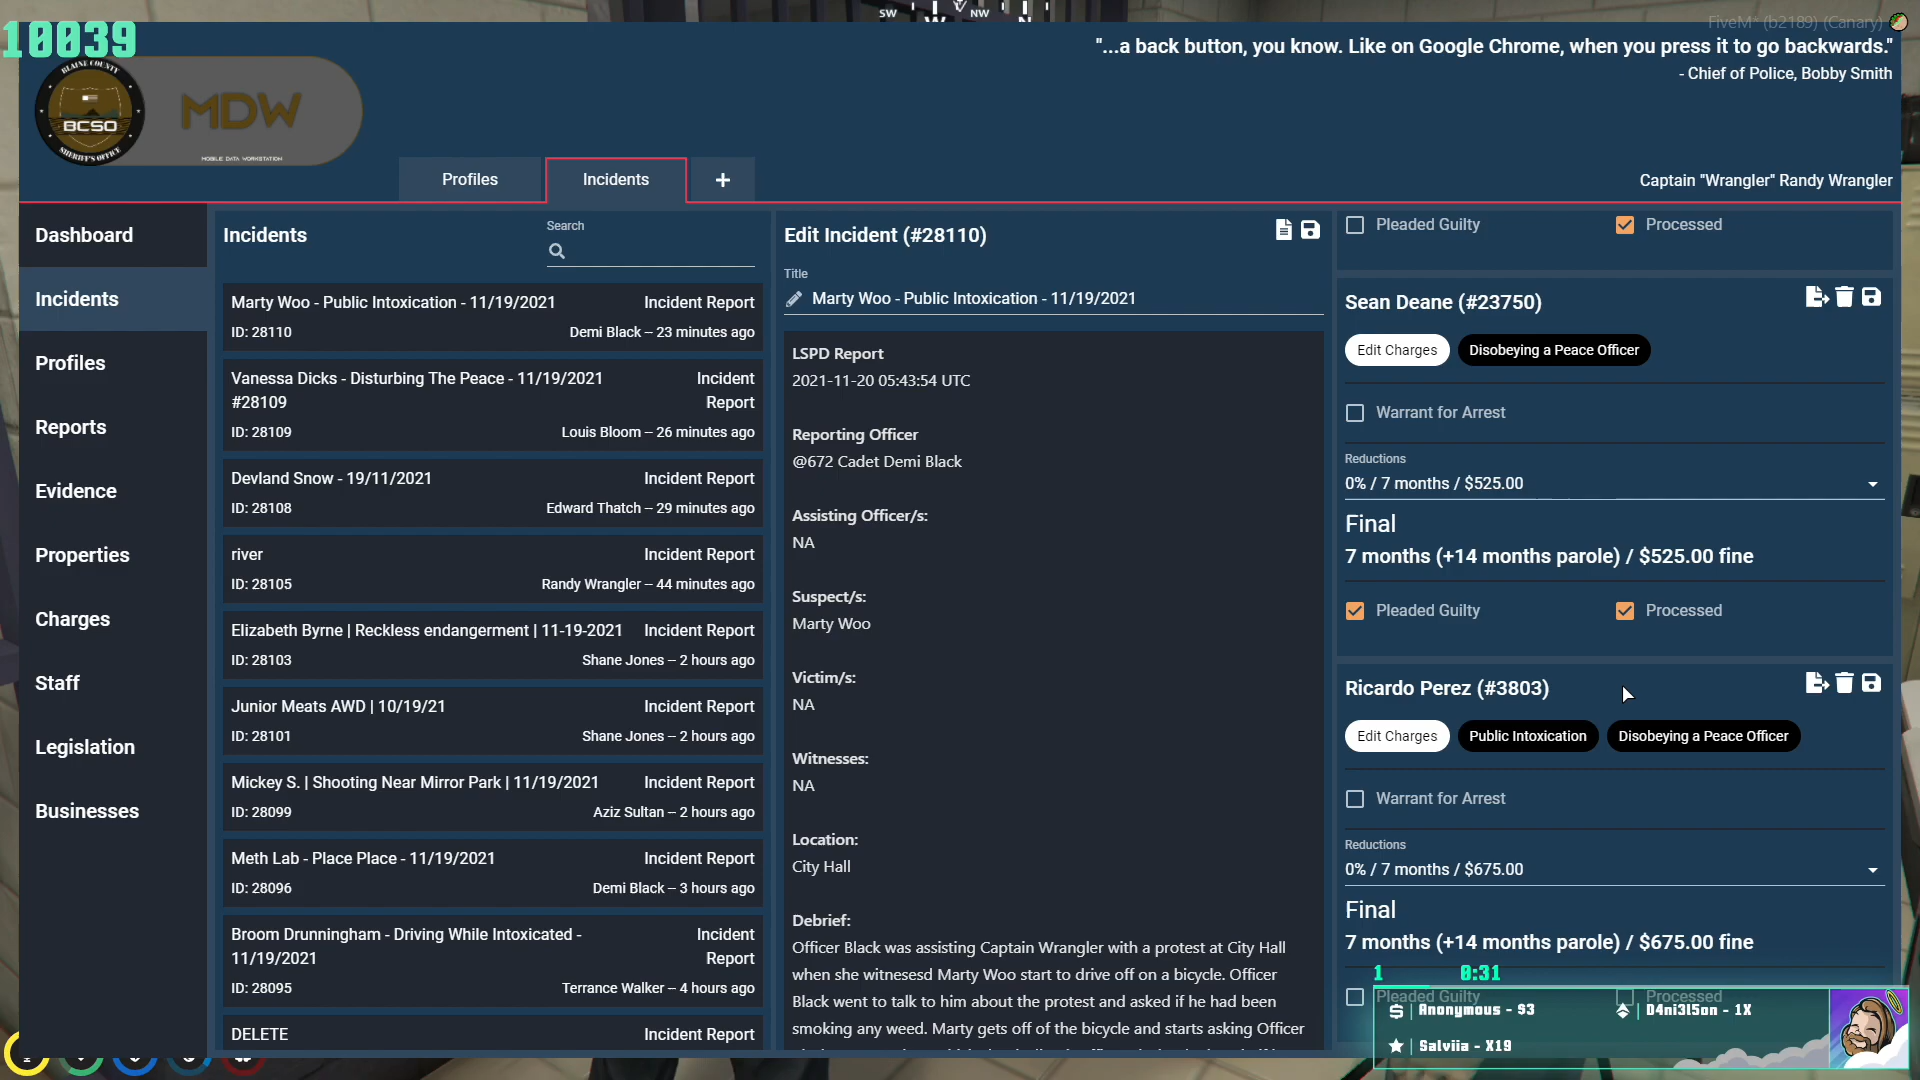 SW
W
NW
N
FiveM* (b2189) (Canary)
10039
"...a back button, you know. Like on Google Chrome, when you press it to go backwards."
- Chief of Police, Bobby Smith
BLAINE COUNTY
BCSO
SHERIFF'S OFFICE
MDW
MOBILE DATA WORKSTATION
Profiles
Incidents
+
Captain "Wrangler" Randy Wrangler
Dashboard
Incidents
Profiles
Reports
Evidence
Properties
Charges
Staff
Legislation
Businesses
Incidents
Search
Marty Woo - Public Intoxication - 11/19/2021
Incident Report
ID: 28110
Demi Black – 23 minutes ago
Vanessa Dicks - Disturbing The Peace - 11/19/2021
#28109
Incident
Report
ID: 28109
Louis Bloom – 26 minutes ago
Devland Snow - 19/11/2021
Incident Report
ID: 28108
Edward Thatch – 29 minutes ago
river
Incident Report
ID: 28105
Randy Wrangler – 44 minutes ago
Elizabeth Byrne | Reckless endangerment | 11-19-2021
Incident Report
ID: 28103
Shane Jones – 2 hours ago
Junior Meats AWD | 10/19/21
Incident Report
ID: 28101
Shane Jones – 2 hours ago
Mickey S. | Shooting Near Mirror Park | 11/19/2021
Incident Report
ID: 28099
Aziz Sultan – 2 hours ago
Meth Lab - Place Place - 11/19/2021
Incident Report
ID: 28096
Demi Black – 3 hours ago
Broom Drunningham - Driving While Intoxicated -
11/19/2021
Incident
Report
ID: 28095
Terrance Walker – 4 hours ago
DELETE
Incident Report
Edit Incident (#28110)
Title
Marty Woo - Public Intoxication - 11/19/2021
LSPD Report
2021-11-20 05:43:54 UTC
Reporting Officer
@672 Cadet Demi Black
Assisting Officer/s:
NA
Suspect/s:
Marty Woo
Victim/s:
NA
Witnesses:
NA
Location:
City Hall
Debrief:
Officer Black was assisting Captain Wrangler with a protest at City Hall
when she witnesesd Marty Woo start to drive off on a bicycle. Officer
Black went to talk to him about the protest and asked if he had been
smoking any weed. Marty gets off of the bicycle and starts asking Officer
Pleaded Guilty
Processed
Sean Deane (#23750)
Edit Charges
Disobeying a Peace Officer
Warrant for Arrest
Reductions
0% / 7 months / $525.00
Final
7 months (+14 months parole) / $525.00 fine
Pleaded Guilty
Processed
Ricardo Perez (#3803)
Edit Charges
Public Intoxication
Disobeying a Peace Officer
Warrant for Arrest
Reductions
0% / 7 months / $675.00
Final
7 months (+14 months parole) / $675.00 fine
1
0:31
Pleaded Guilty
Processed
Anonymous - $3
D4ni3l5on - 1X
Salviia - X19